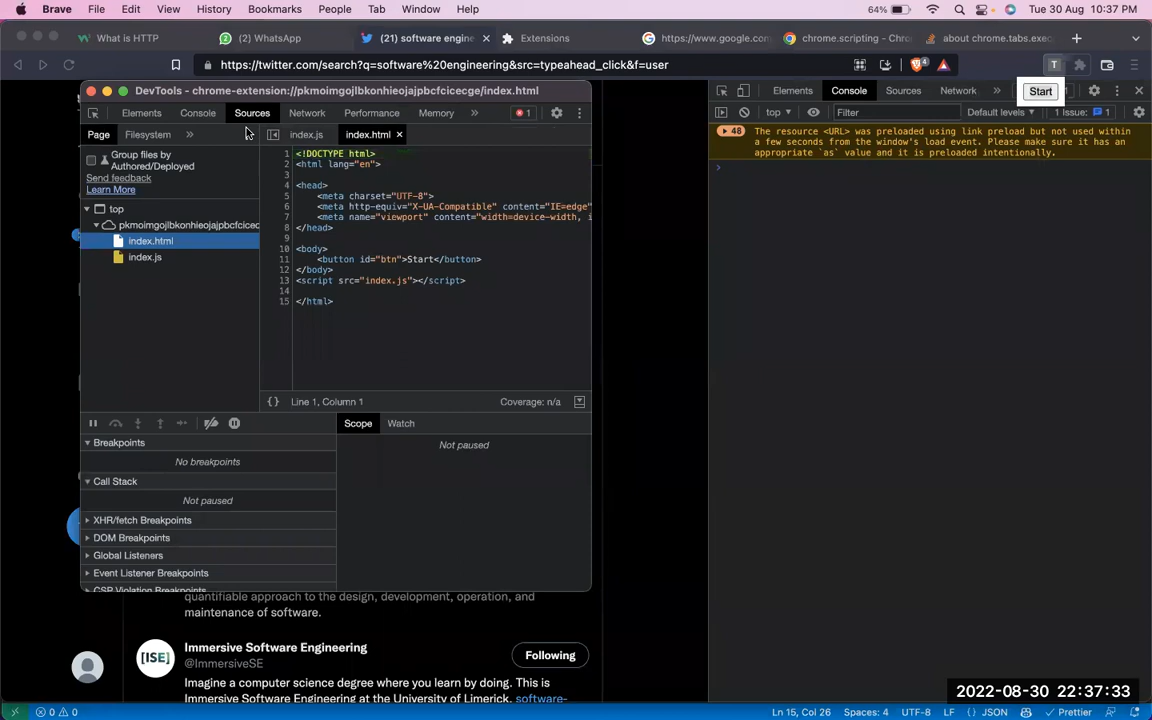 Brave File Edit View History Bookmarks People Tab Window Help 64% Tue 30 Aug 10:37 PM
What is HTTP (2) WhatsApp (21) software engine Extensions https://www.google.com chrome.scripting - Chro about chrome.tabs.exec
https://twitter.com/search?q=software%20engineering&src=typeahead_click&f=user
DevTools - chrome-extension://pkmoimgojlbkonhieojajpbcfcicecge/index.html
Elements Console Sources Network 1
Start
Elements Console Sources Network Performance Memory 1
top Filter Default levels 1 Issue: 1
Page Filesystem index.js index.html
48 The resource <URL> was preloaded using link preload but not used within
a few seconds from the window's load event. Please make sure it has an
appropriate `as` value and it is preloaded intentionally.
Group files by
Authored/Deployed
Send feedback
Learn More
top
pkmoimgojlbkonhieojajpbcfciced
index.html
index.js
1 <!DOCTYPE html>
2 <html lang="en">
3
4 <head>
5 <meta charset="UTF-8">
6 <meta http-equiv="X-UA-Compatible" content="IE=edge"
7 <meta name="viewport" content="width=device-width, i
8 </head>
9
10 <body>
11 <button id="btn">Start</button>
12 </body>
13 <script src="index.js"></script>
14
15 </html>
{} Line 1, Column 1 Coverage: n/a
Scope Watch
Not paused
Breakpoints
No breakpoints
Call Stack
Not paused
XHR/fetch Breakpoints
DOM Breakpoints
Global Listeners
Event Listener Breakpoints
CSP Violation Breakpoints
quantifiable approach to the design, development, operation, and
maintenance of software.
[ISE]
Immersive Software Engineering
@ImmersiveSE
Following
Imagine a computer science degree where you learn by doing. This is
Immersive Software Engineering at the University of Limerick. software-
2022-08-30 22:37:33
0 0 Ln 15, Col 26 Spaces: 4 UTF-8 LF {} JSON Prettier